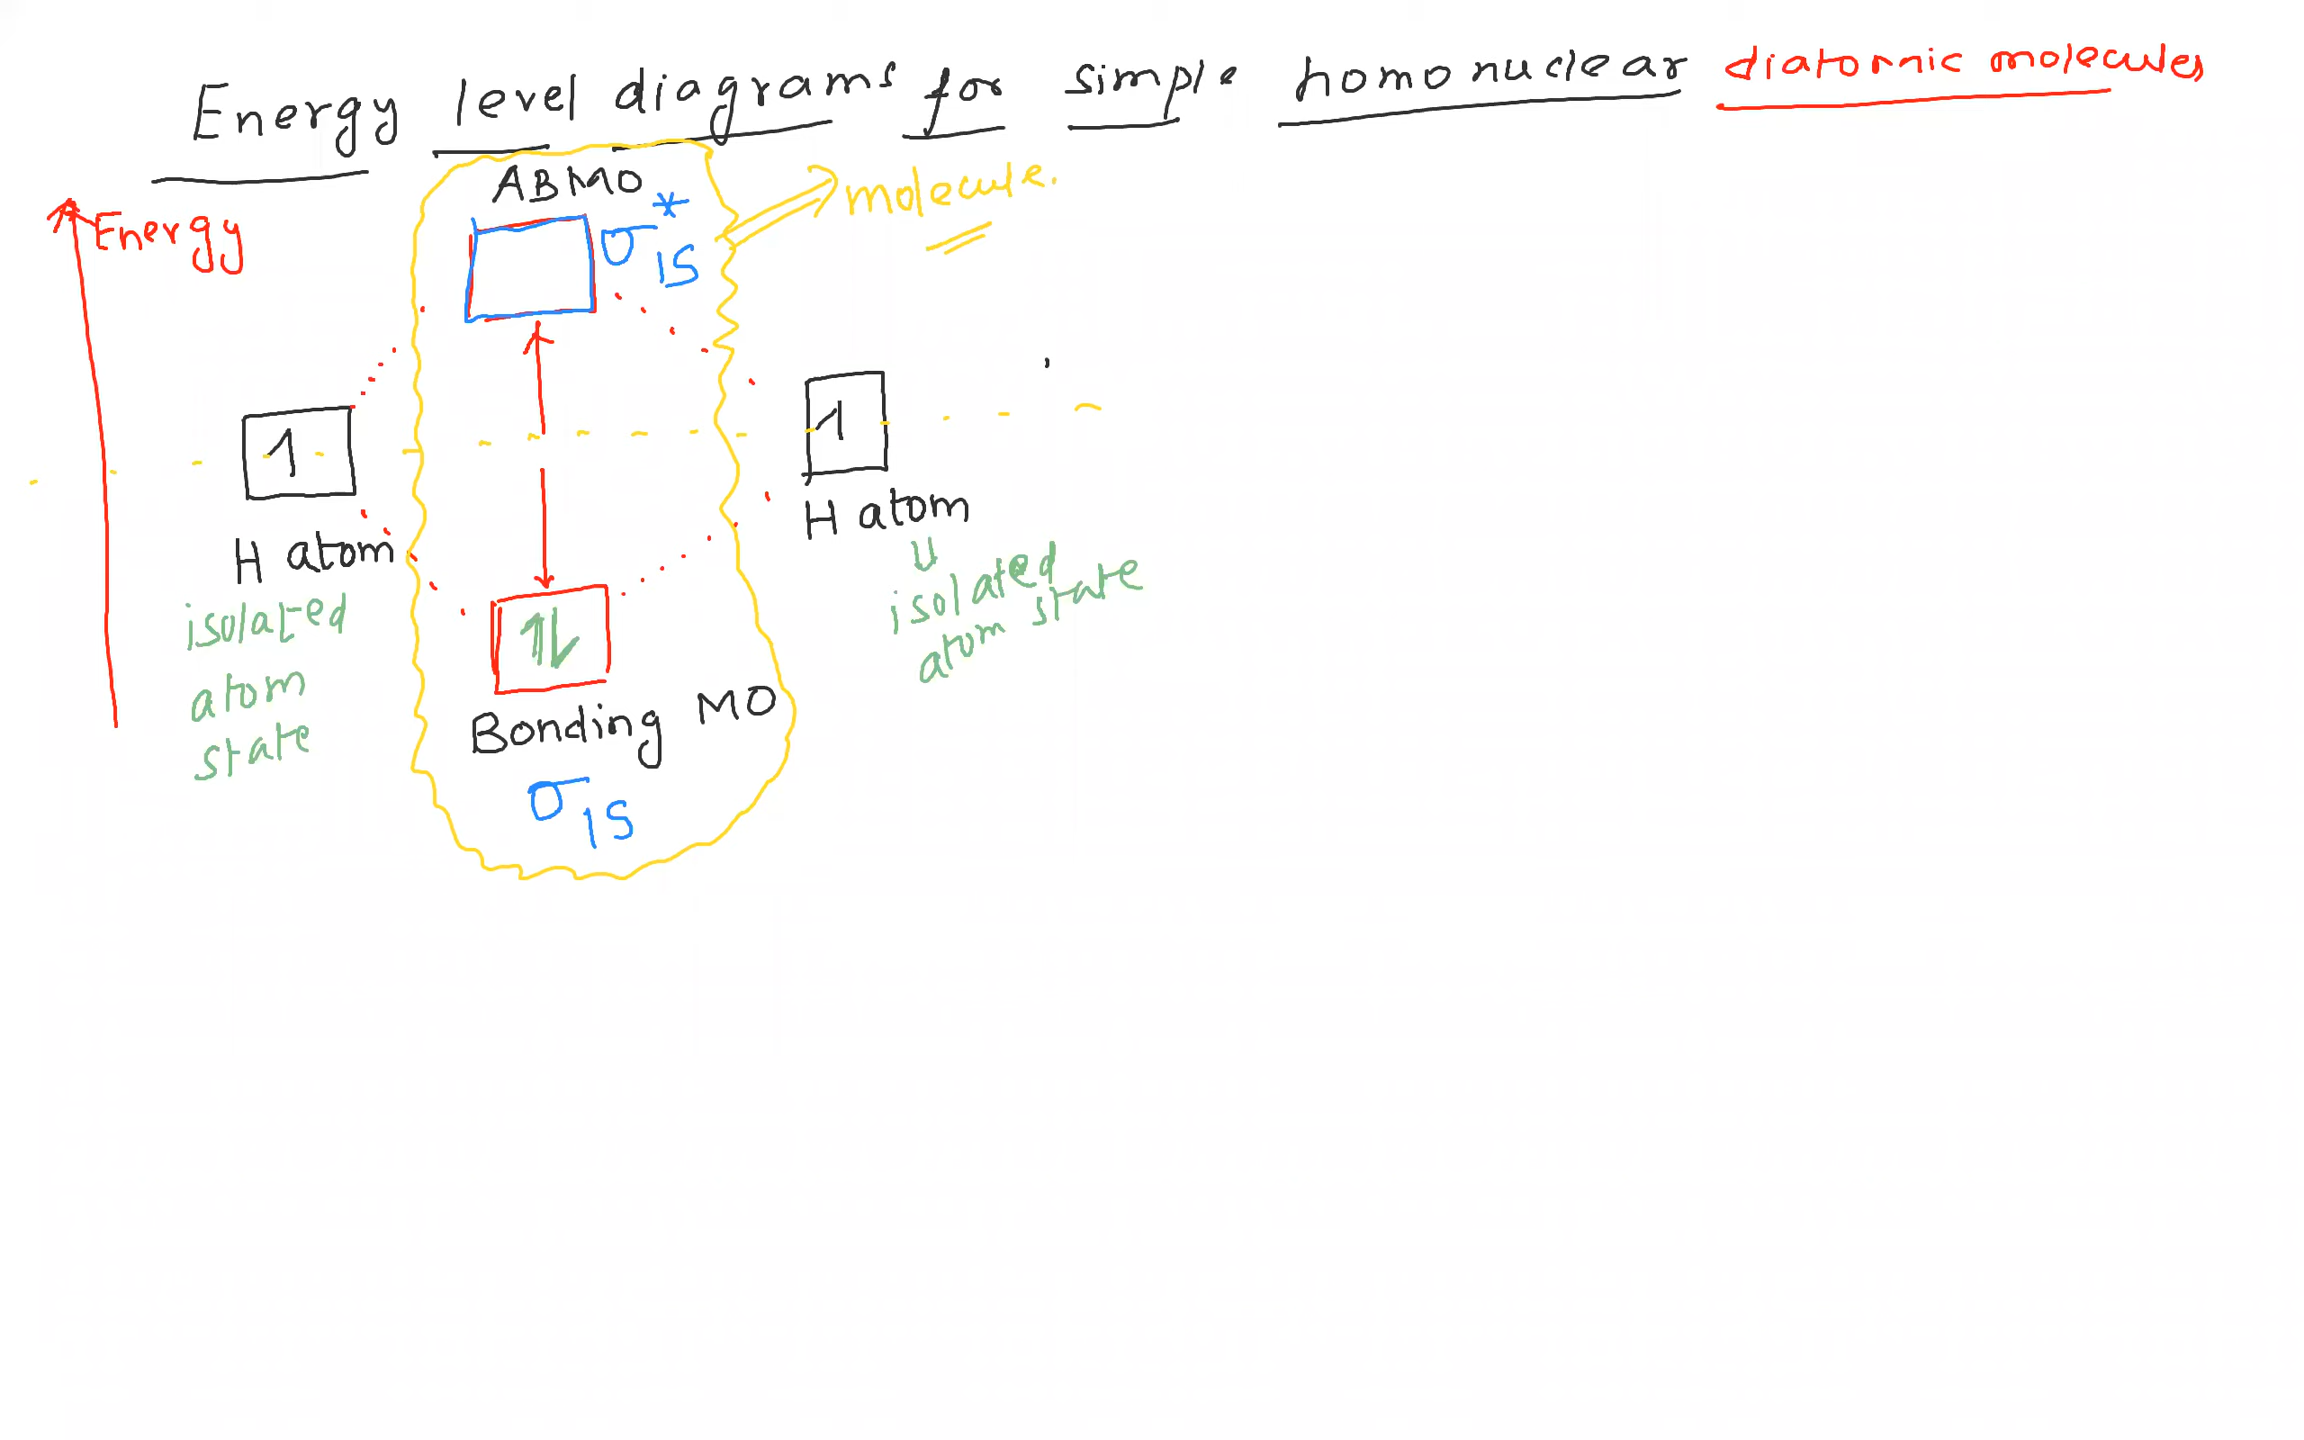 Energy level diagrams for simple homonuclear diatomic molecules
ABMO
σ*1s
molecule.
Energy
1
1
H atom
H atom
isolated
atom
state
isolated
atom state
1L
Bonding MO
σ1s